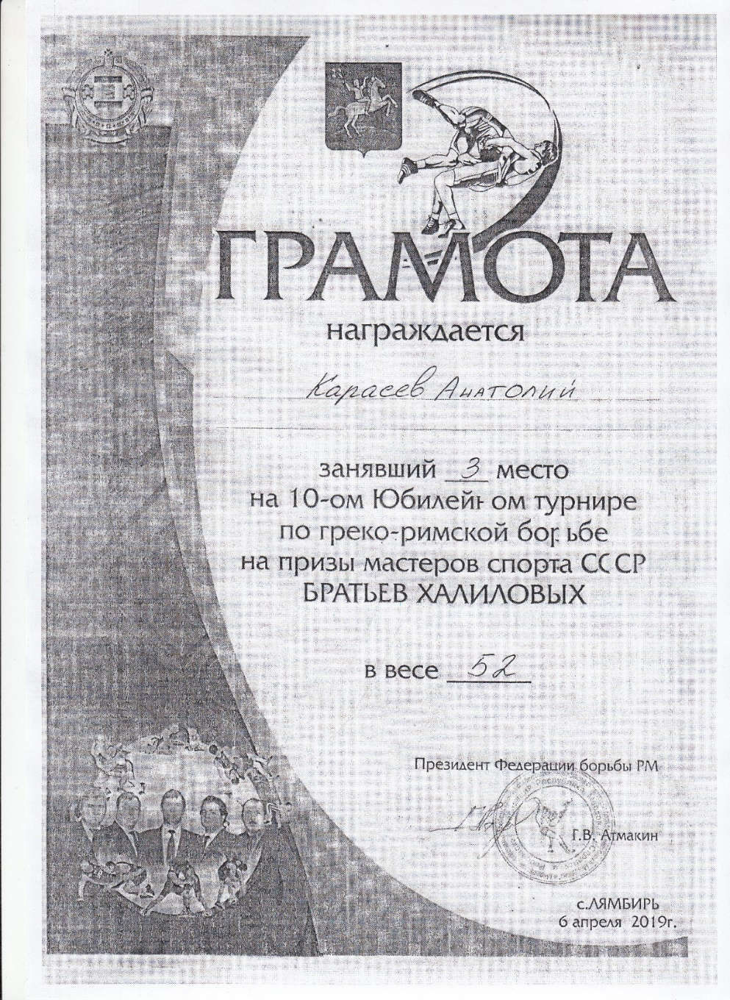 ГРАМОТА
награждается
Карасев Анатолий
занявший 3 место
на 10-ом Юбилейном турнире
по греко-римской борьбе
на призы мастеров спорта СССР
БРАТЬЕВ ХАЛИЛОВЫХ
в весе 52
Президент Федерации борьбы РМ
Г.В. Атмакин
с.ЛЯМБИРЬ
6 апреля 2019г.